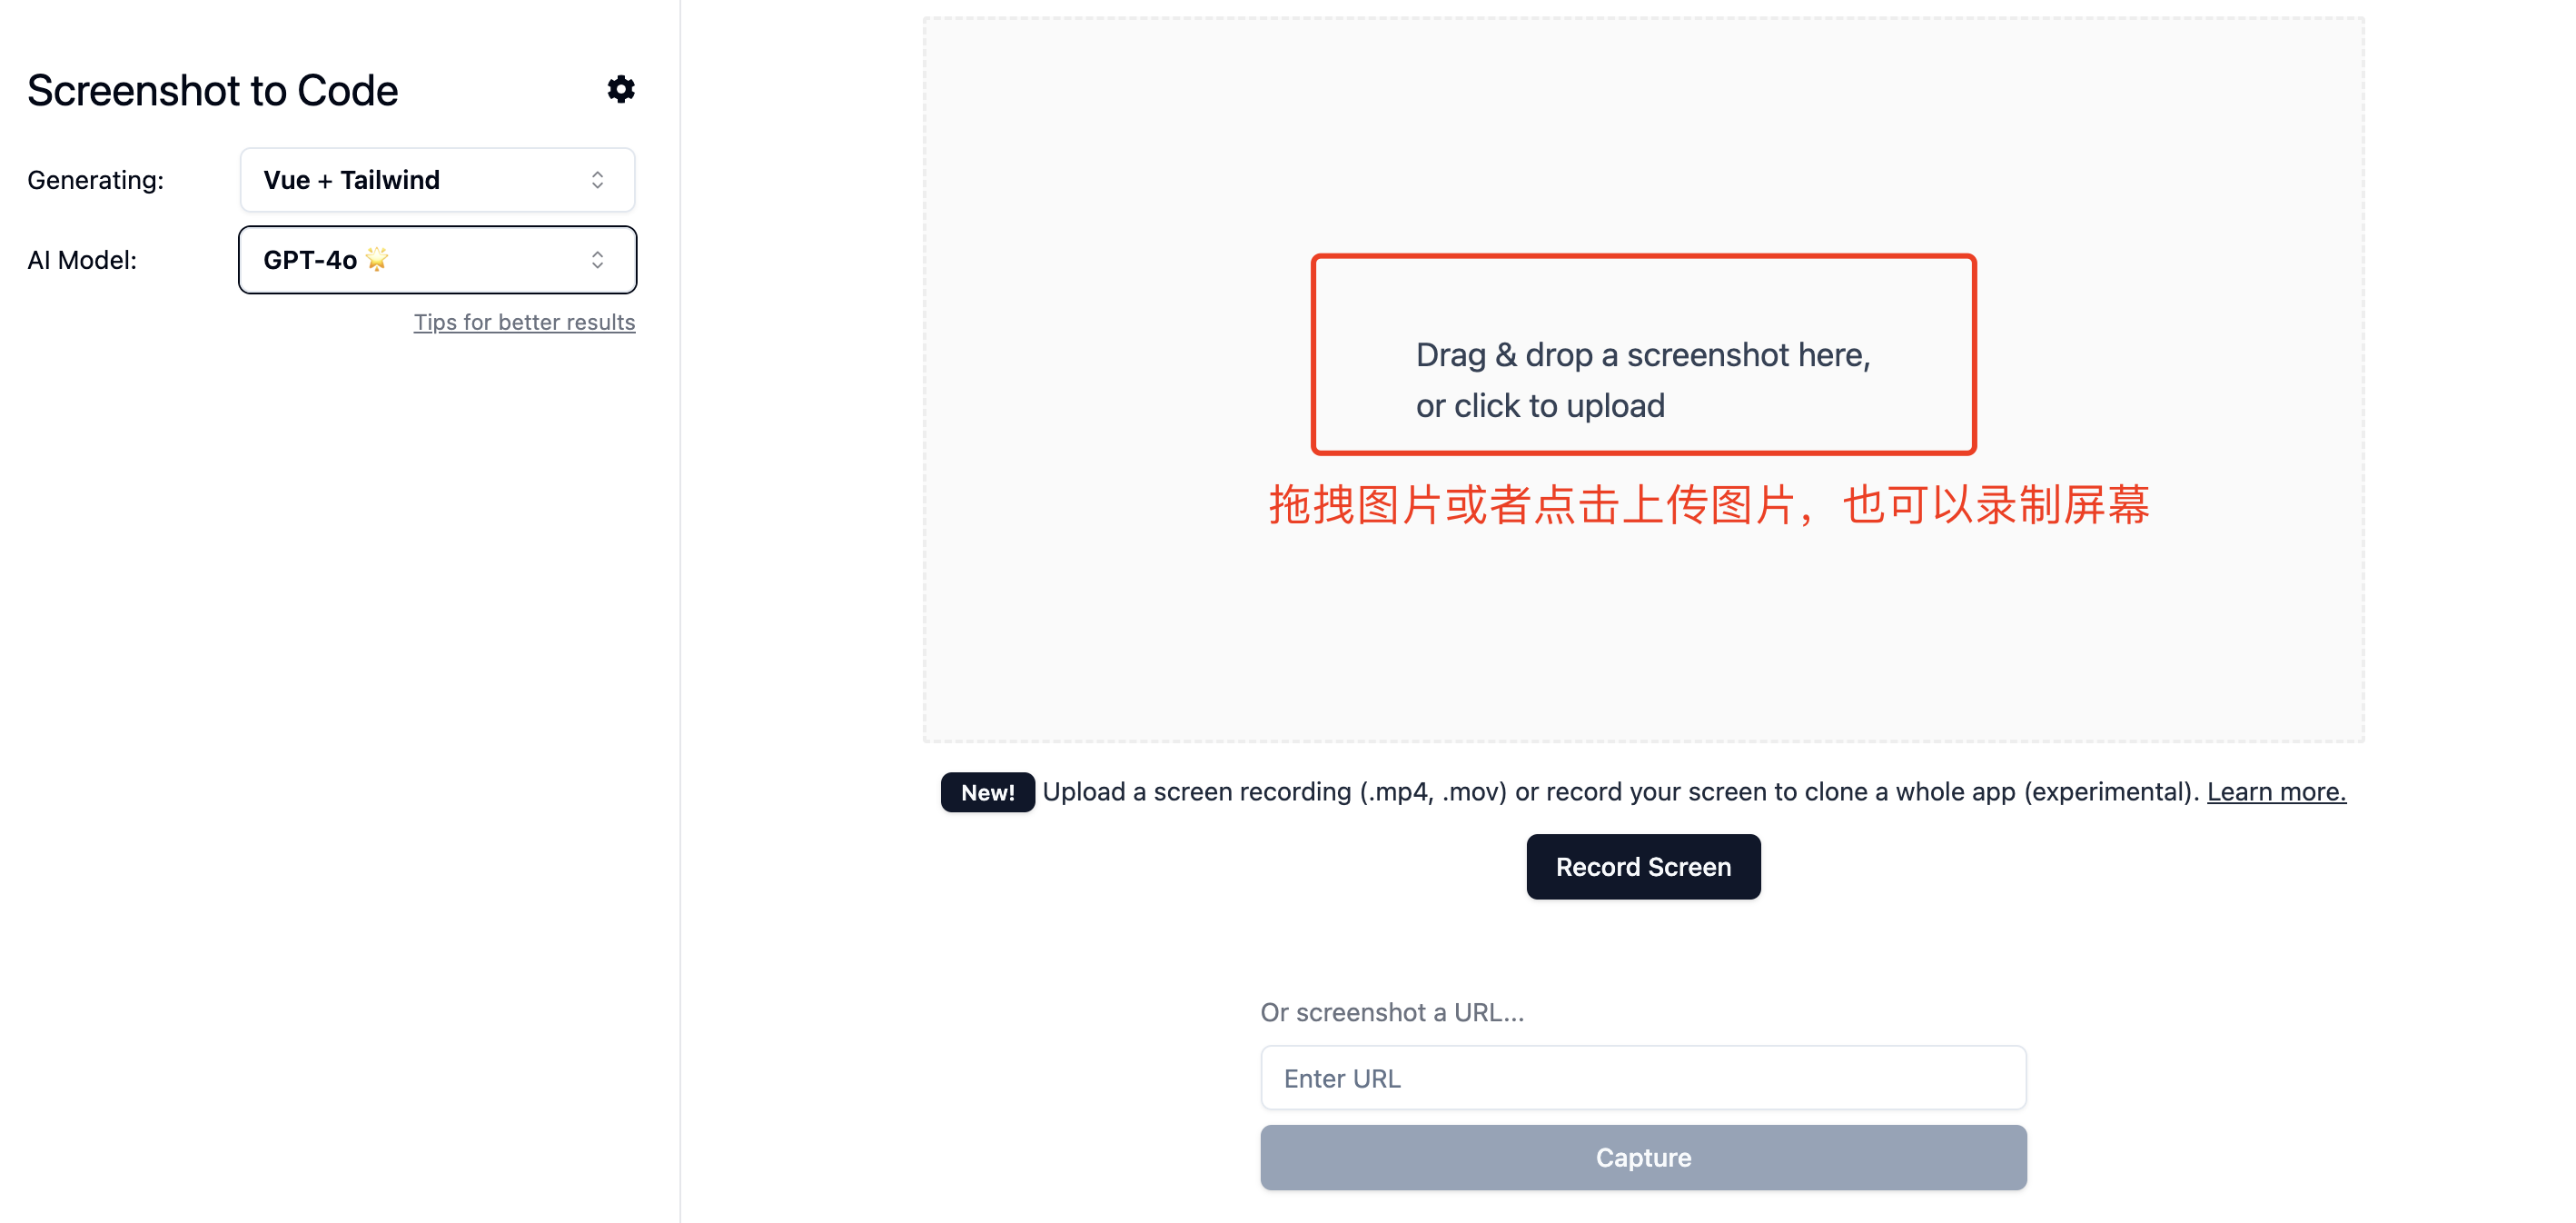 Screenshot to Code
Generating:
Vue + Tailwind
AI Model:
GPT-4o 🌟
Tips for better results
Drag & drop a screenshot here,
or click to upload
拖拽图片或者点击上传图片，也可以录制屏幕
New! Upload a screen recording (.mp4, .mov) or record your screen to clone a whole app (experimental). Learn more.
Record Screen
Or screenshot a URL...
Enter URL
Capture